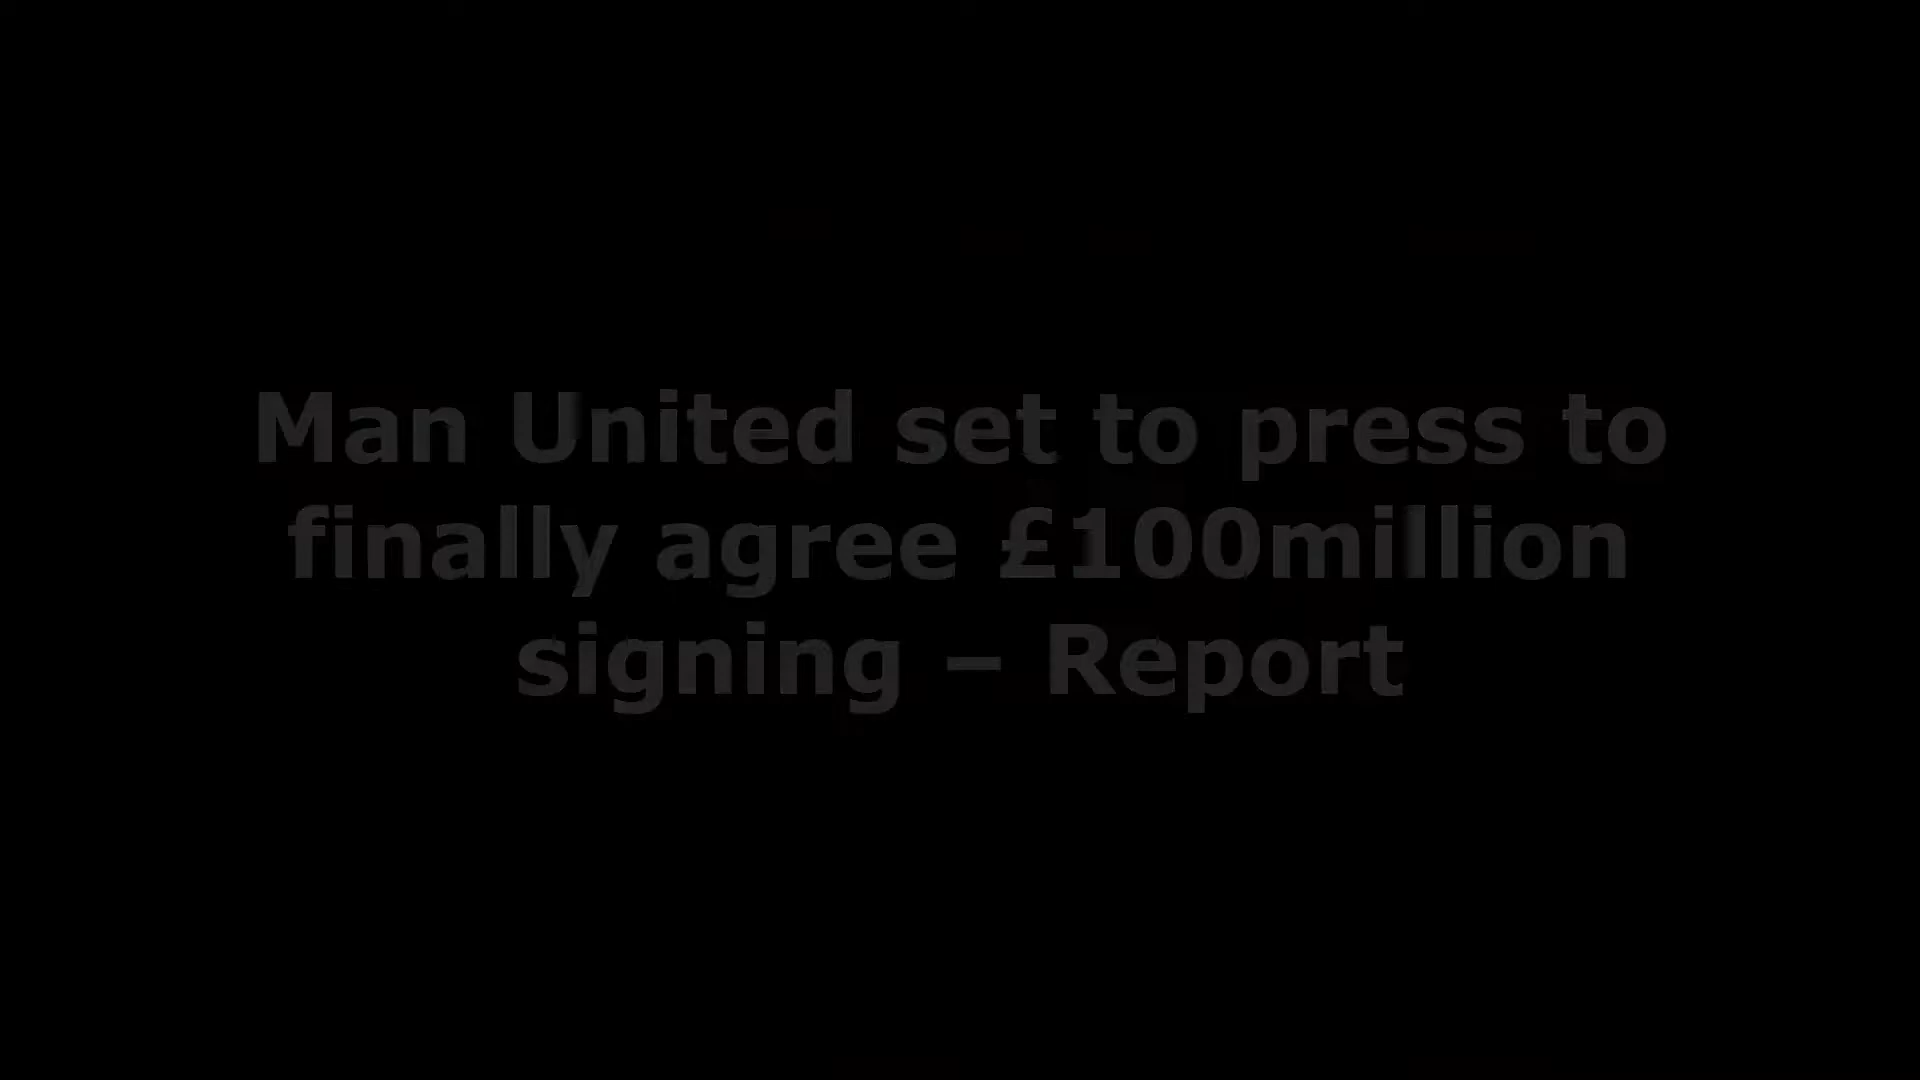 Man United set to press to
finally agree £100million
signing – Report